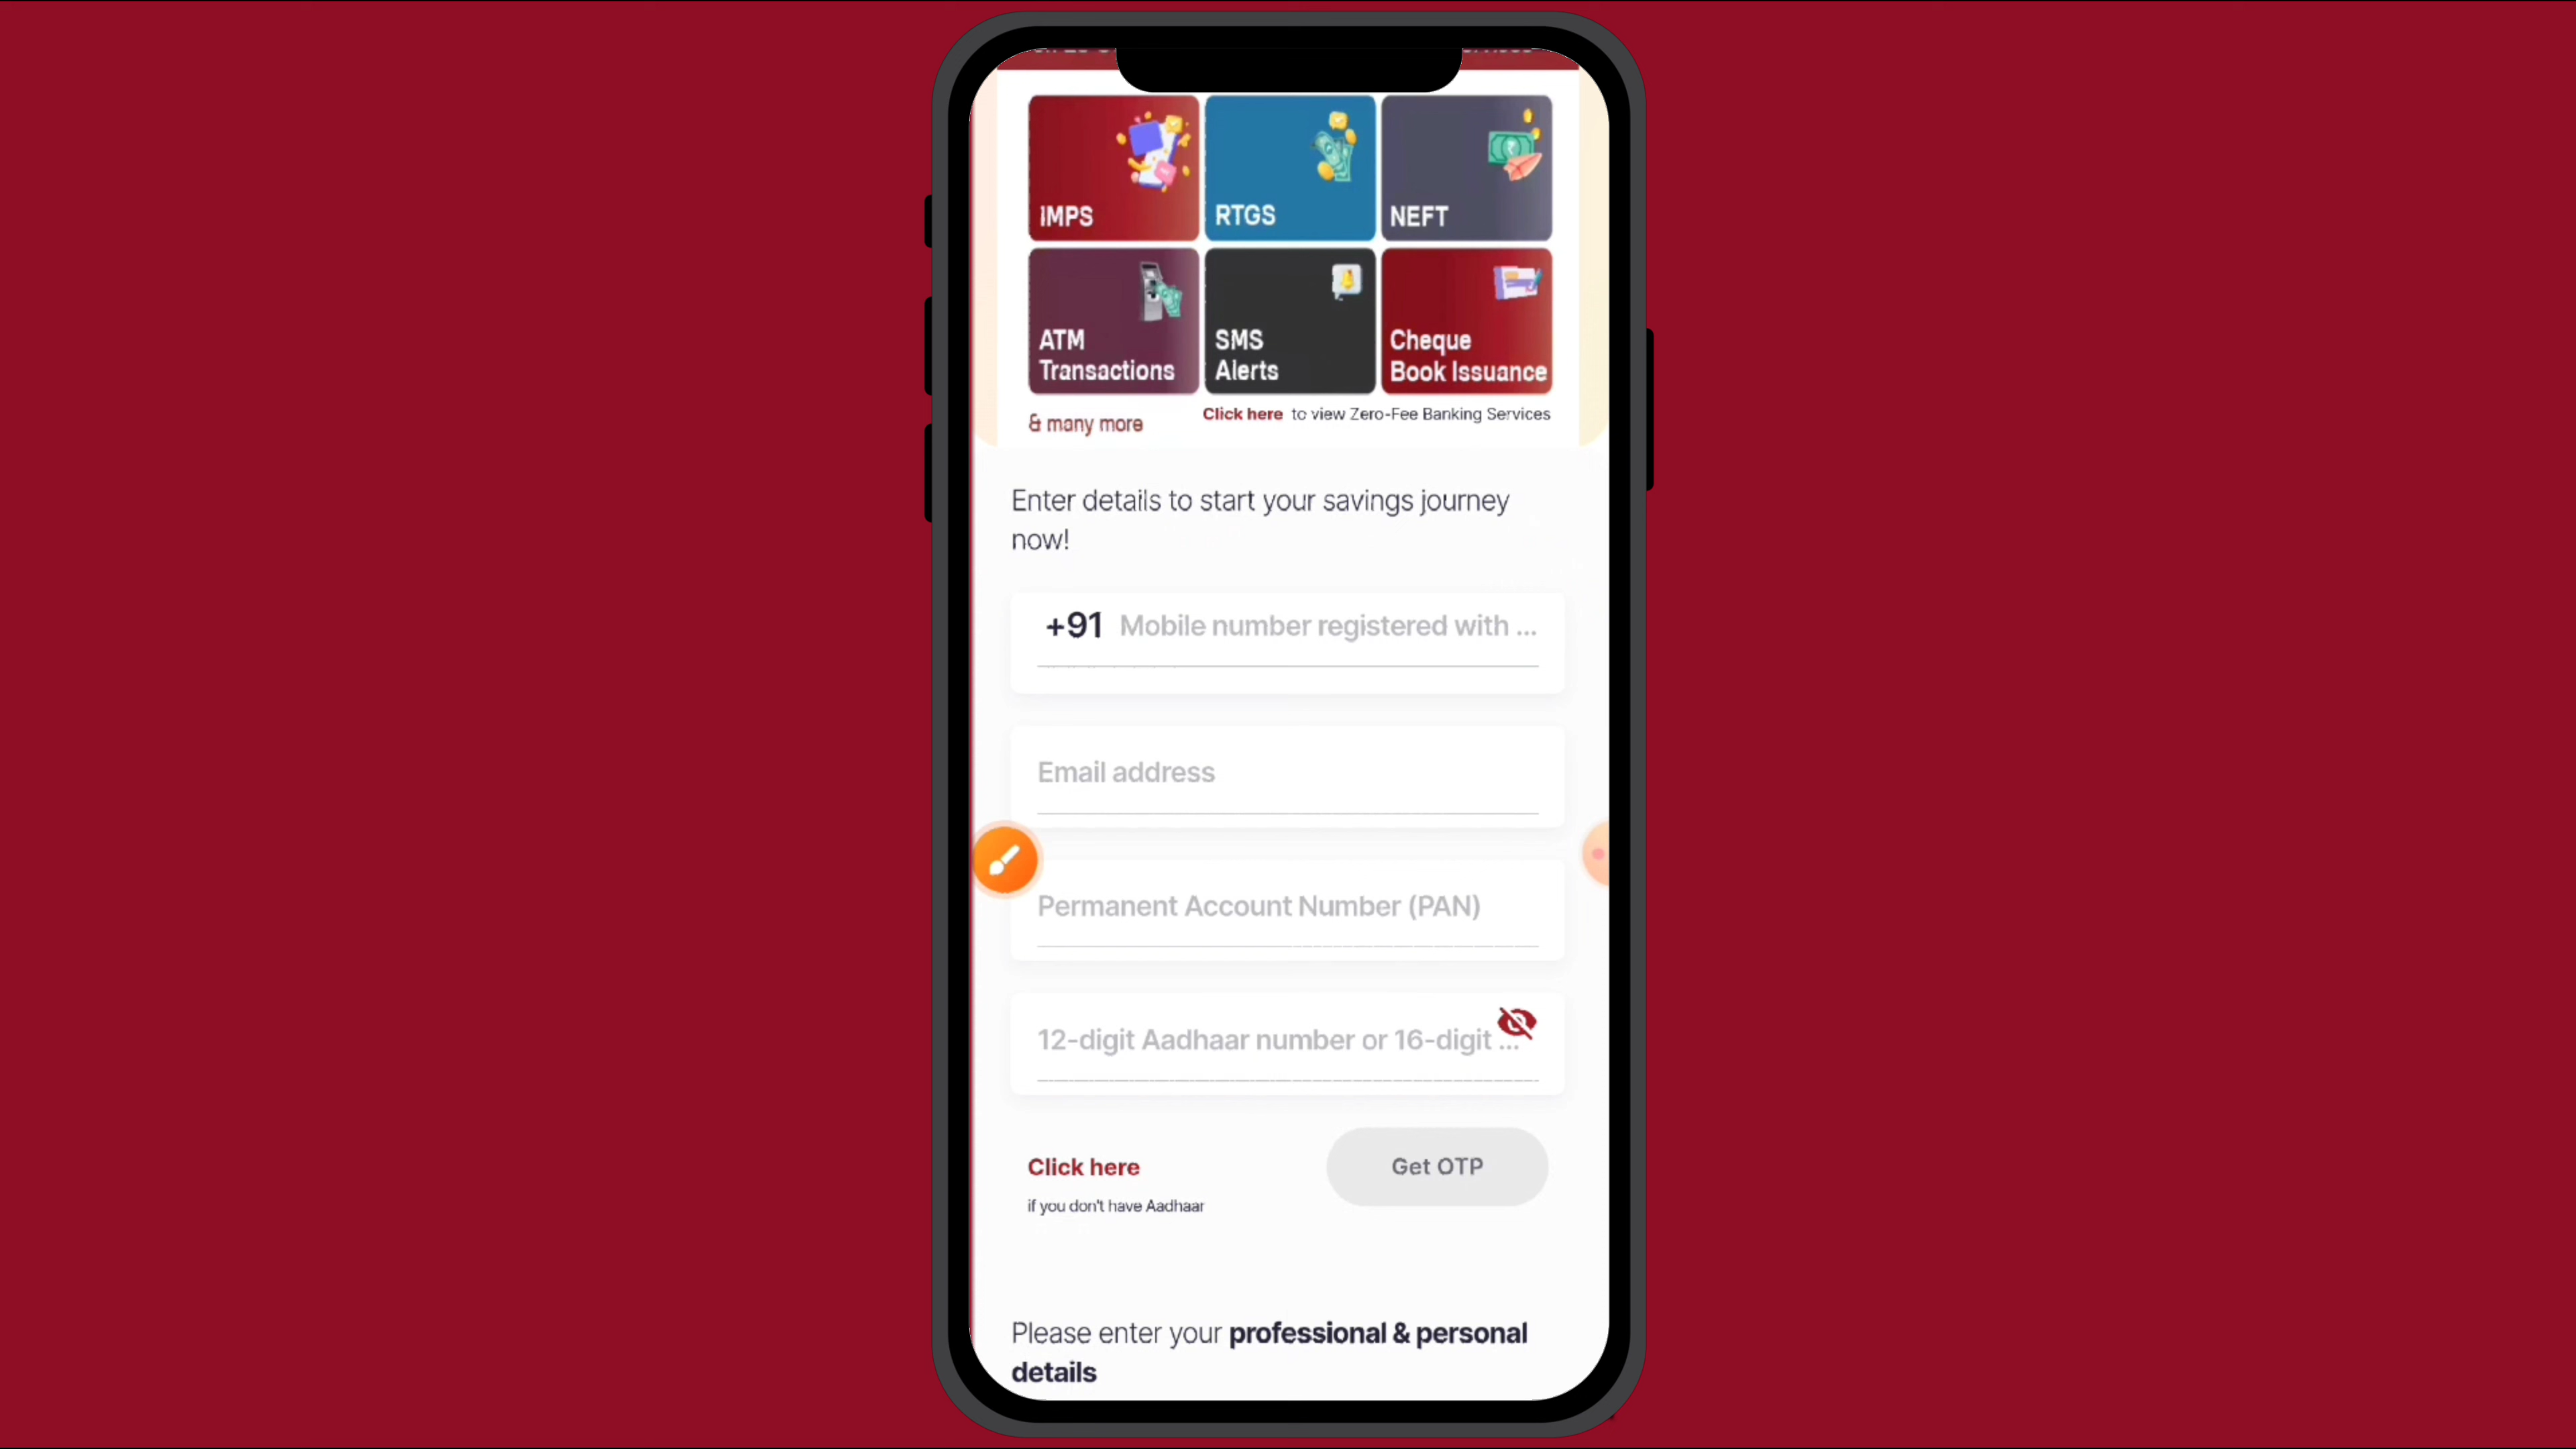 IMPS
RTGS
NEFT
ATM
Transactions
SMS
Alerts
Cheque
Book Issuance
& many more
Click here to view Zero-Fee Banking Services
Enter details to start your savings journey
now!
+91 Mobile number registered with ...
Email address
Permanent Account Number (PAN)
12-digit Aadhaar number or 16-digit ...
Click here
if you don't have Aadhaar
Get OTP
Please enter your professional & personal
details